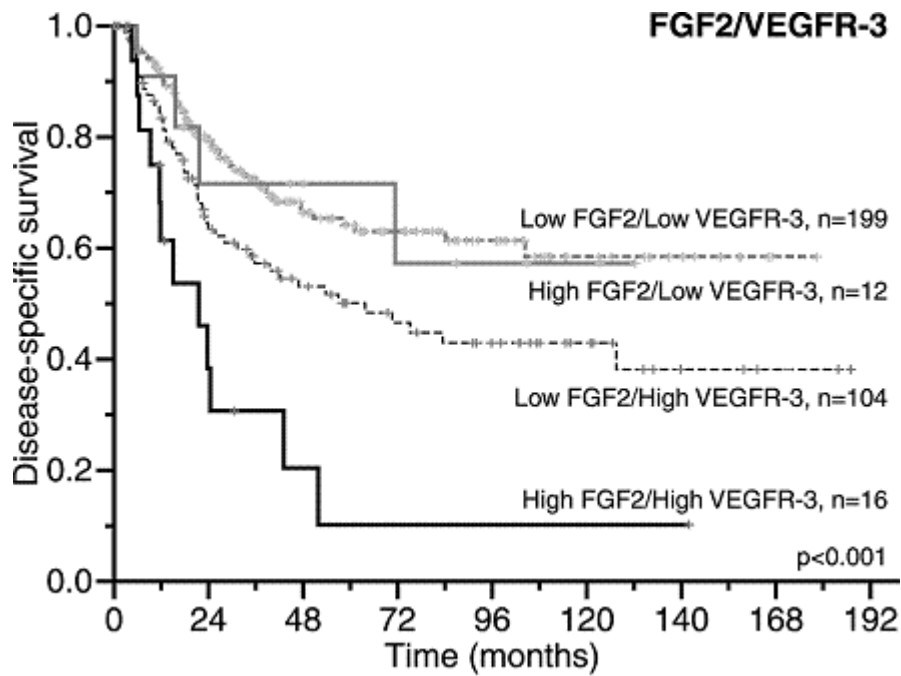 FGF2/VEGFR-3
1.0
0.8
0.6
0.4
0.2
0.0
Disease-specific survival
Low FGF2/Low VEGFR-3, n=199
High FGF2/Low VEGFR-3, n=12
Low FGF2/High VEGFR-3, n=104
High FGF2/High VEGFR-3, n=16
p<0.001
0 24 48 72 96 120 140 168 192
Time (months)